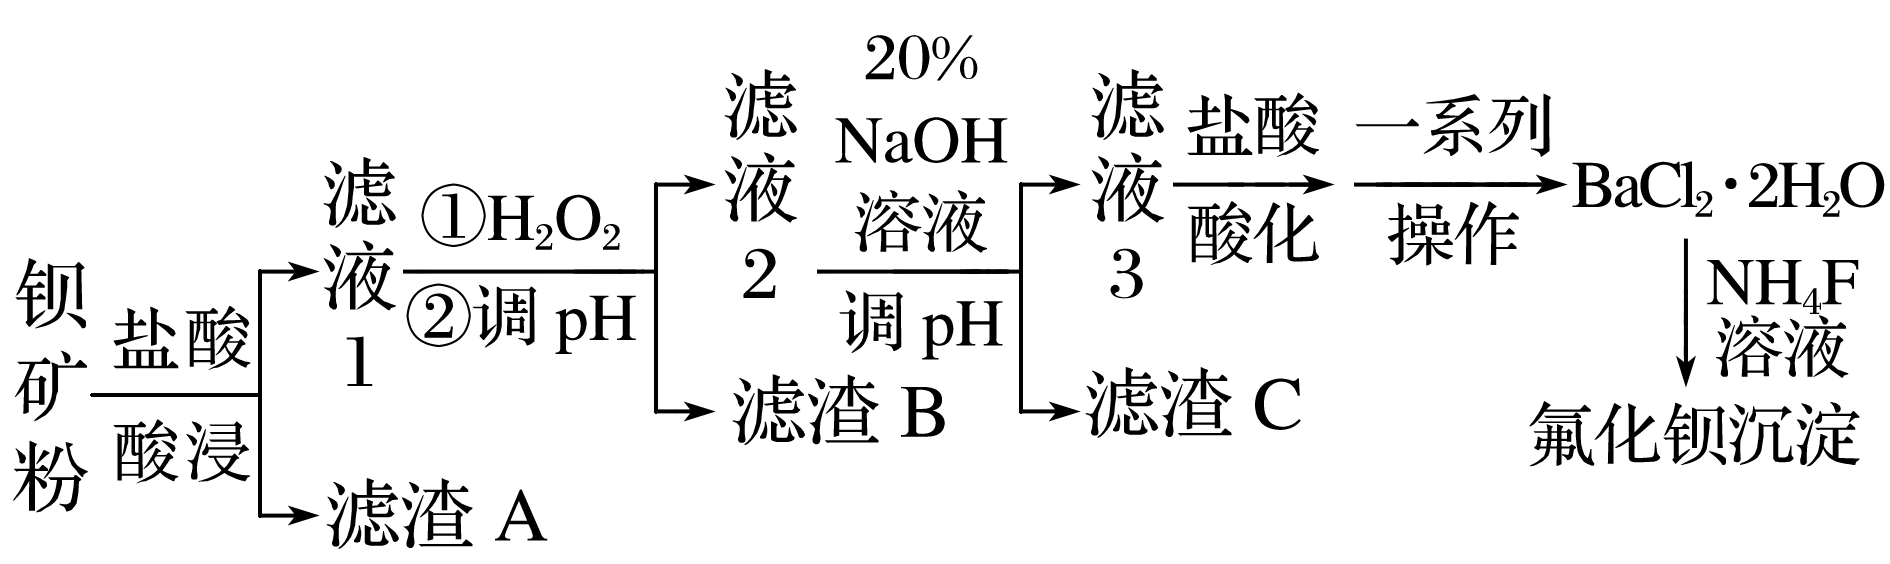 钡矿粉
盐酸
酸浸
滤液1
滤渣 A
①H₂O₂
②调 pH
滤液2
滤渣 B
20%
NaOH
溶液
调 pH
滤液3
滤渣 C
盐酸
酸化
一系列
操作
BaCl₂·2H₂O
NH₄F
溶液
氟化钡沉淀